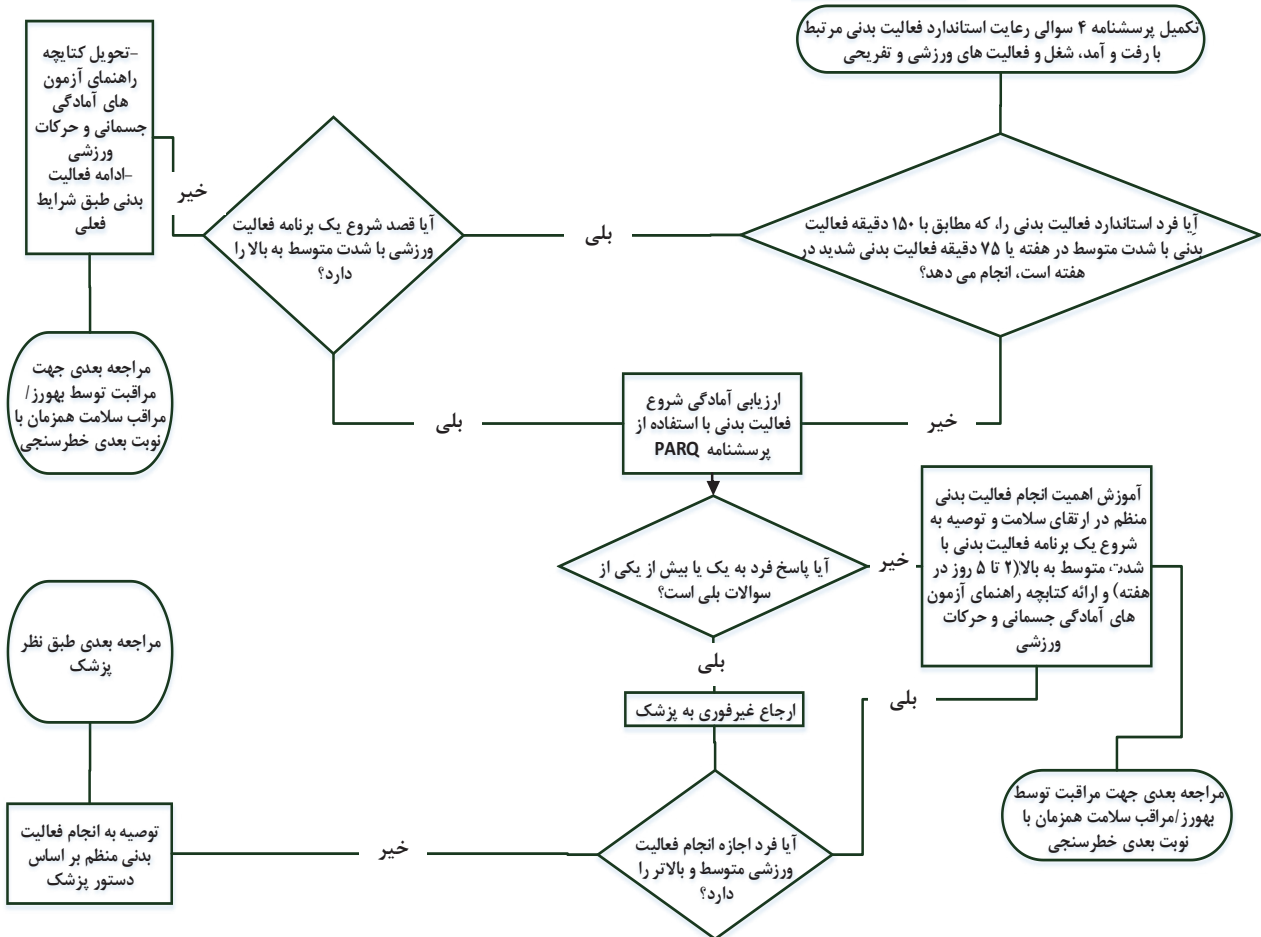 تکمیل پرسشنامه ۴ سوالی رعایت استاندارد فعالیت بدنی مرتبط
با رفت و آمد، شغل و فعالیت های ورزشی و تفریحی
آیا فرد استاندارد فعالیت بدنی را، که مطابق با ۱۵۰ دقیقه فعالیت
بدنی با شدت متوسط در هفته یا ۷۵ دقیقه فعالیت بدنی شدید در
هفته است، انجام می دهد؟
بلی
آیا قصد شروع یک برنامه فعالیت
ورزشی با شدت متوسط به بالا را
دارد؟
خیر
-تحویل کتابچه
راهنمای آزمون
های آمادگی
جسمانی و حرکات
ورزشی
-ادامه فعالیت
بدنی طبق شرایط
فعلی
مراجعه بعدی جهت
مراقبت توسط بهورز/
مراقب سلامت همزمان با
نوبت بعدی خطرسنجی
بلی
خیر
ارزیابی آمادگی شروع
فعالیت بدنی با استفاده از
پرسشنامه PARQ
آیا پاسخ فرد به یک یا بیش از یکی از
سوالات بلی است؟
خیر
آموزش اهمیت انجام فعالیت بدنی
منظم در ارتقای سلامت و توصیه به
شروع یک برنامه فعالیت بدنی با
شدت متوسط به بالا(۲ تا ۵ روز در
هفته) و ارائه کتابچه راهنمای آزمون
های آمادگی جسمانی و حرکات
ورزشی
بلی
ارجاع غیرفوری به پزشک
بلی
مراجعه بعدی جهت مراقبت توسط
بهورز/مراقب سلامت همزمان با
نوبت بعدی خطرسنجی
آیا فرد اجازه انجام فعالیت
ورزشی متوسط و بالاتر را
دارد؟
خیر
توصیه به انجام فعالیت
بدنی منظم بر اساس
دستور پزشک
مراجعه بعدی طبق نظر
پزشک